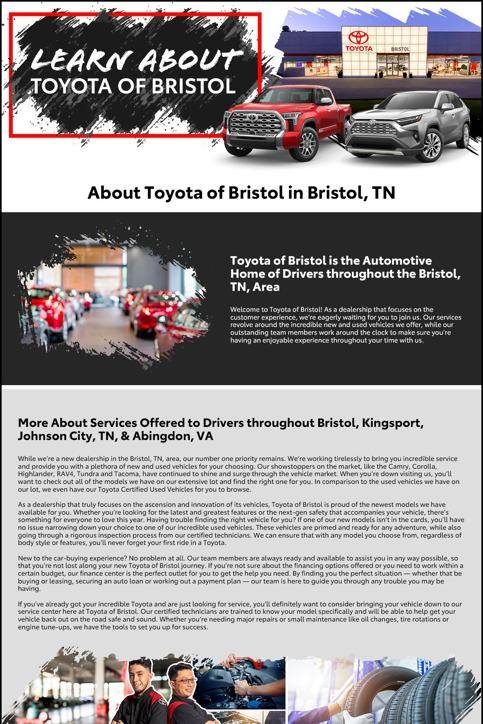 LEARN ABOUT
TOYOTA OF BRISTOL
TOYOTA
BRISTOL
About Toyota of Bristol in Bristol, TN
Toyota of Bristol is the Automotive
Home of Drivers throughout the Bristol,
TN, Area
Welcome to Toyota of Bristol! As a dealership that focuses on the
customer experience, we're eagerly waiting for you to join us. Our services
revolve around the incredible new and used vehicles we offer, while our
outstanding team members work around the clock to make sure you're
having an enjoyable experience throughout your time with us.
More About Services Offered to Drivers throughout Bristol, Kingsport,
Johnson City, TN, & Abingdon, VA
While we're a new dealership in the Bristol, TN, area, our number one priority remains. We're working tirelessly to bring you incredible service
and provide you with a plethora of new and used vehicles for your choosing. Our showstoppers on the market, like the Camry, Corolla,
Highlander, RAV4, Tundra and Tacoma, have continued to shine and surge through the vehicle market. When you're down visiting us, you'll
want to check out all of the models we have on our extensive lot and find the right one for you. In comparison to the used vehicles we have on
our lot, we even have our Toyota Certified Used Vehicles for you to browse.
As a dealership that truly focuses on the ascension and innovation of its vehicles, Toyota of Bristol is proud of the newest models we have
available for you. Whether you're looking for the latest and greatest features or the next-gen safety that accompanies your vehicle, there's
something for everyone to love this year. Having trouble finding the right vehicle for you? If one of our new models isn't in the cards, you'll have
no issue narrowing down your choice to one of our incredible used vehicles. These vehicles are primed and ready for any adventure, while also
going through a rigorous inspection process from our certified technicians. We can ensure that with any model you choose from, regardless of
body style or features, you'll never forget your first ride in a Toyota.
New to the car-buying experience? No problem at all. Our team members are always ready and available to assist you in any way possible, so
that you're not lost along your new Toyota of Bristol journey. If you're not sure about the financing options offered or you need to work within a
certain budget, our finance center is the perfect outlet for you to get the help you need. By finding you the perfect situation — whether that be
buying or leasing, securing an auto loan or working out a payment plan — our team is here to guide you through any trouble you may be
having.
If you've already got your incredible Toyota and are just looking for service, you'll definitely want to consider bringing your vehicle down to our
service center here at Toyota of Bristol. Our certified technicians are trained to know your model specifically and will be able to help get your
vehicle back out on the road safe and sound. Whether you're needing major repairs or small maintenance like oil changes, tire rotations or
engine tune-ups, we have the tools to set you up for success.